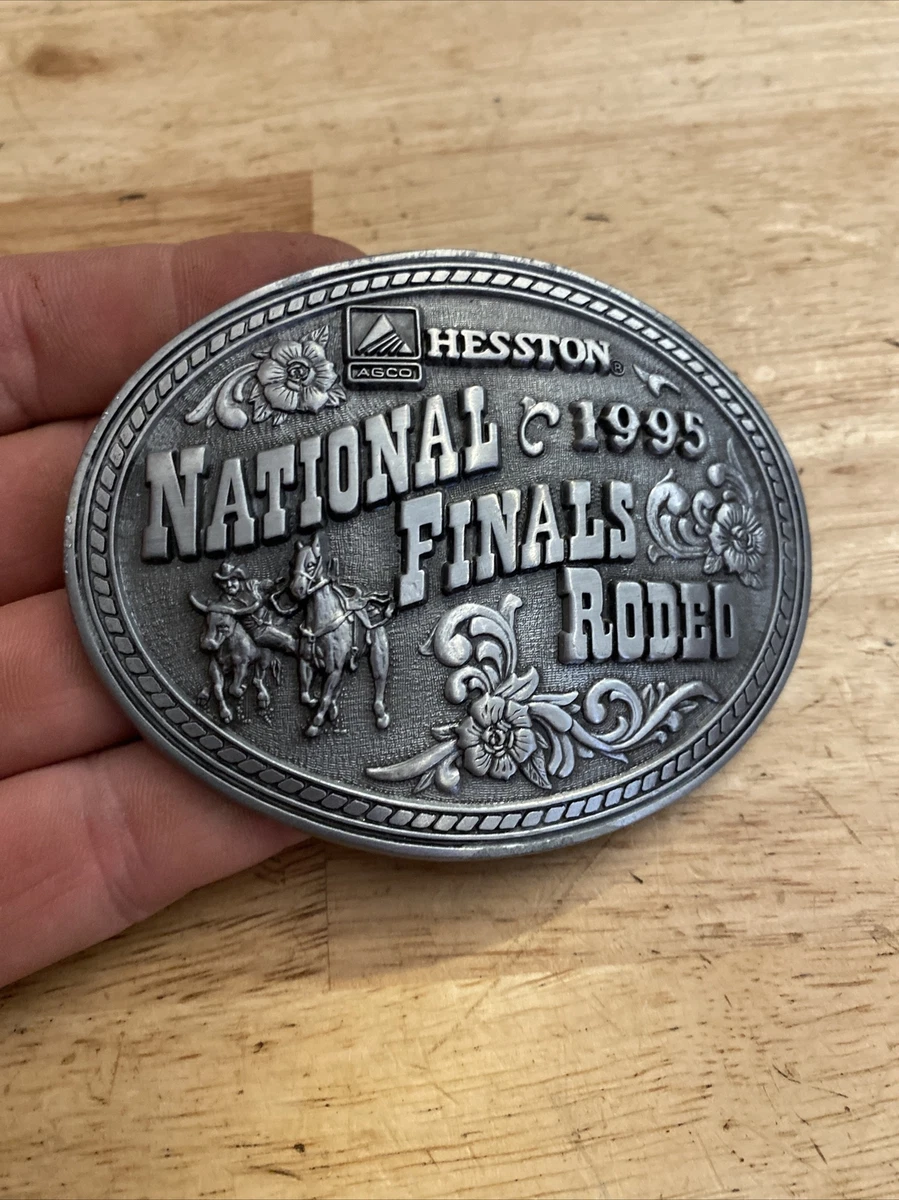 HESSTON®
AGCO
NATIONAL 1995
FINALS
RODEO